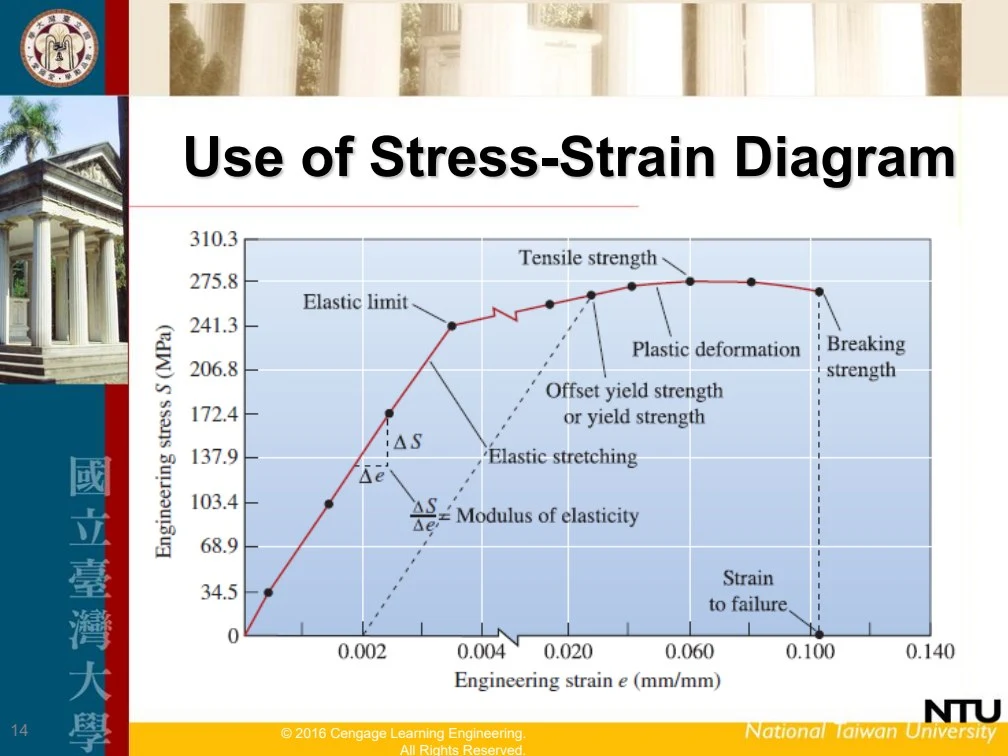 Use of Stress-Strain Diagram
310.3
275.8
241.3
206.8
172.4
137.9
103.4
68.9
34.5
0
Engineering stress S (MPa)
Tensile strength
Elastic limit
Plastic deformation
Breaking
strength
Offset yield strength
or yield strength
ΔS
Elastic stretching
Δe
ΔS
Δe
= Modulus of elasticity
Strain
to failure
0.002
0.004
0.020
0.060
0.100
0.140
Engineering strain e (mm/mm)
國
立
臺
灣
大
學
14
© 2016 Cengage Learning Engineering.
All Rights Reserved.
NTU
National Taiwan University